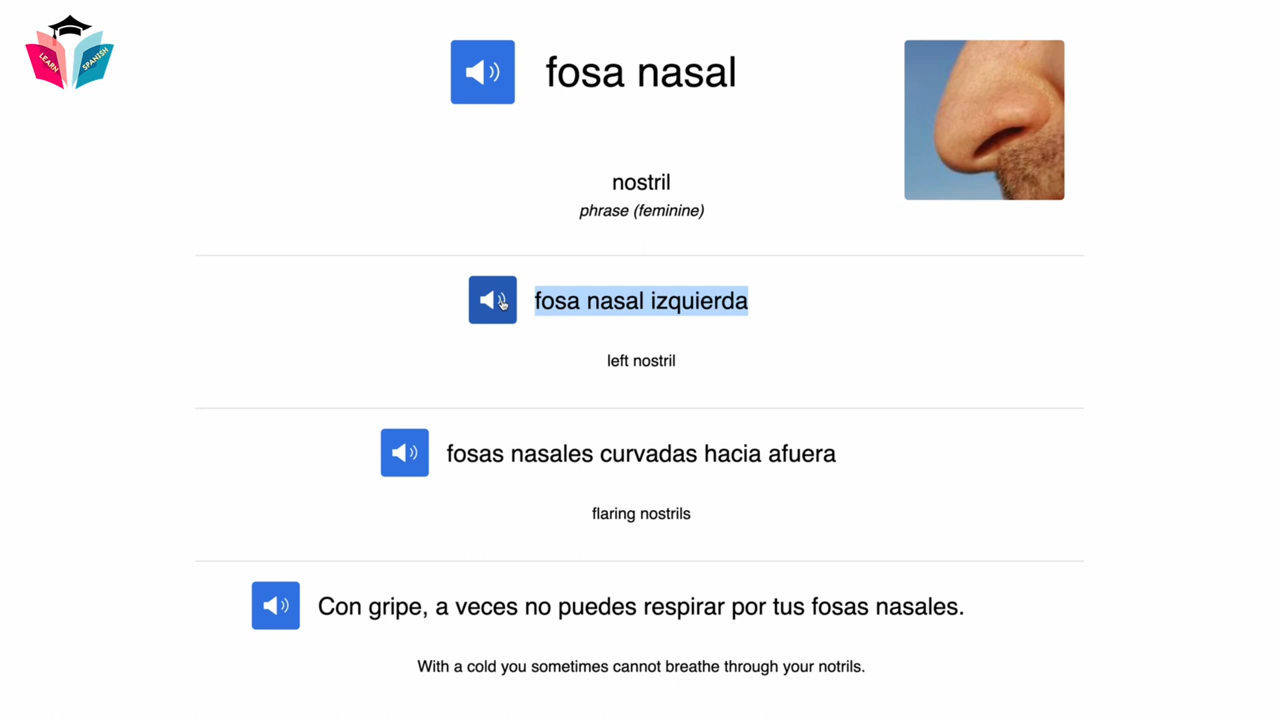 LEARN SPANISH
fosa nasal
nostril
phrase (feminine)
fosa nasal izquierda
left nostril
fosas nasales curvadas hacia afuera
flaring nostrils
Con gripe, a veces no puedes respirar por tus fosas nasales.
With a cold you sometimes cannot breathe through your notrils.